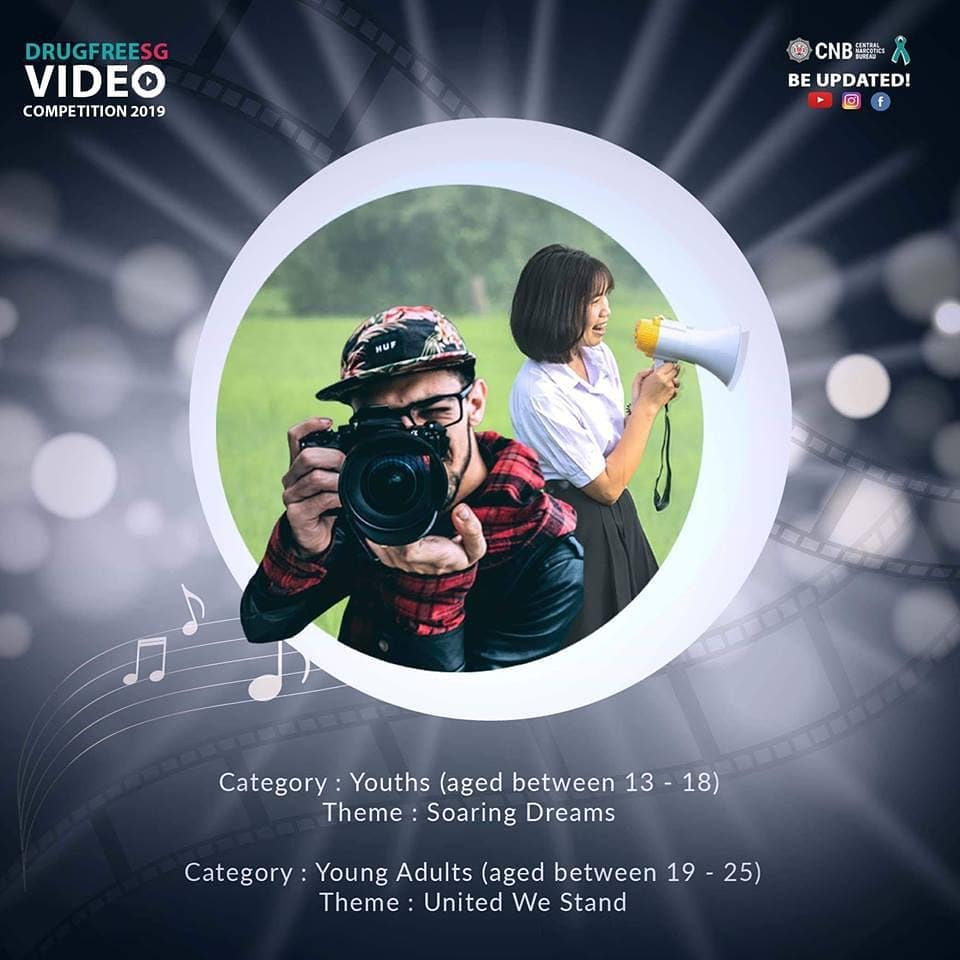 DRUGFREESG
VIDEO
COMPETITION 2019
CNB CENTRAL
NARCOTICS
BUREAU
BE UPDATED!
HUF
Category : Youths (aged between 13 - 18)
Theme : Soaring Dreams
Category : Young Adults (aged between 19 - 25)
Theme : United We Stand